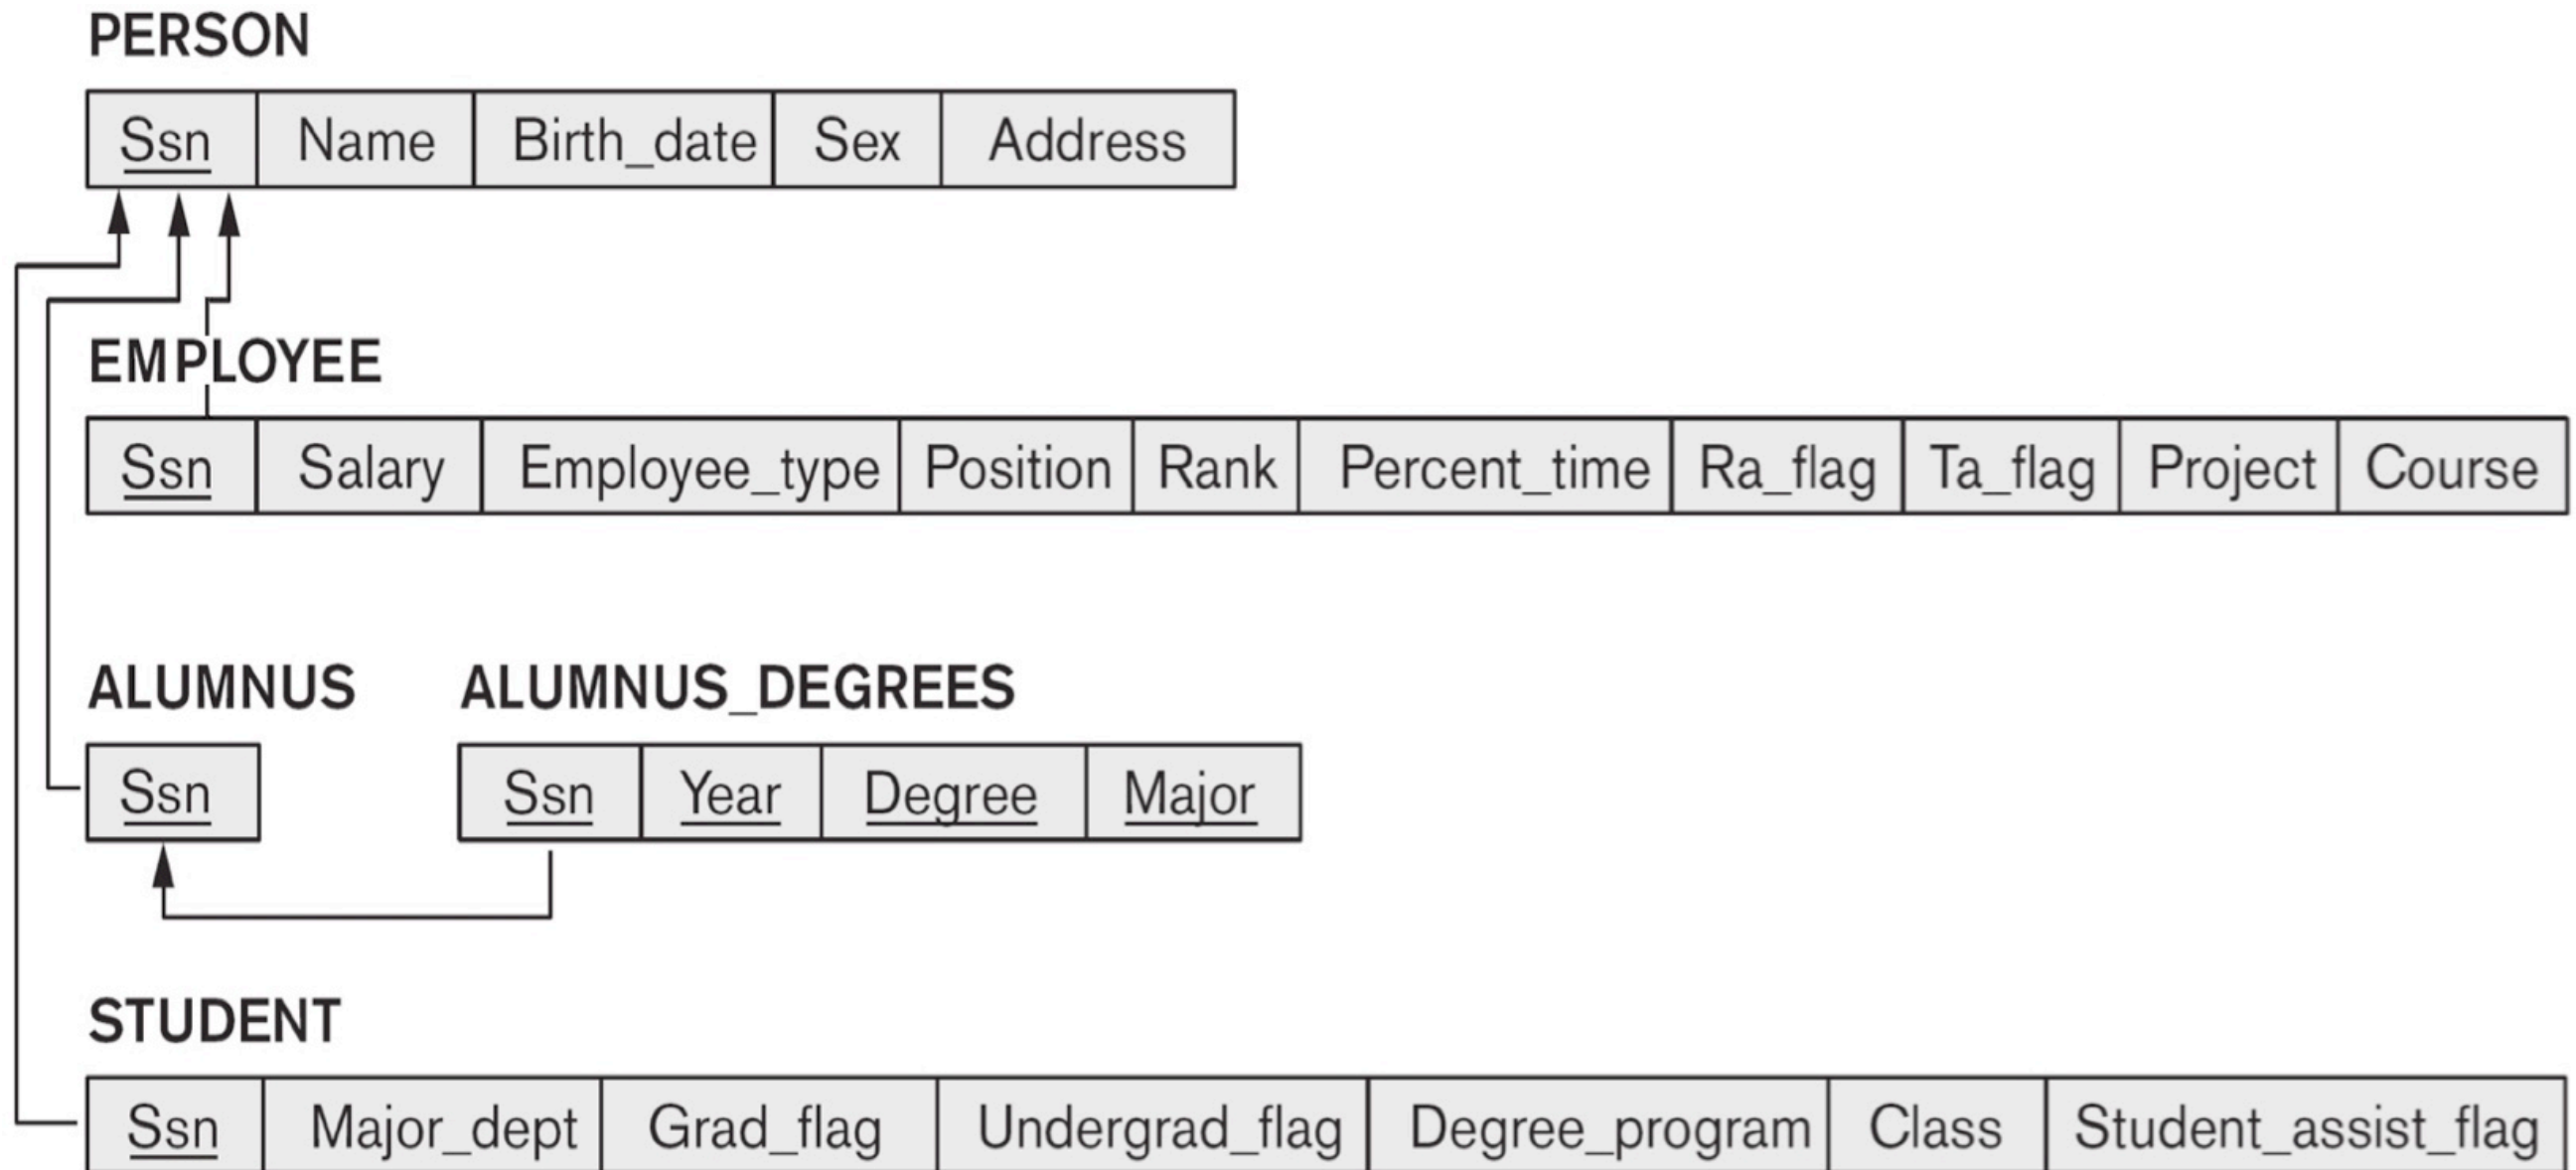 PERSON
Ssn Name Birth_date Sex Address
EMPLOYEE
Ssn Salary Employee_type Position Rank Percent_time Ra_flag Ta_flag Project Course
ALUMNUS ALUMNUS_DEGREES
Ssn Ssn Year Degree Major
STUDENT
Ssn Major_dept Grad_flag Undergrad_flag Degree_program Class Student_assist_flag